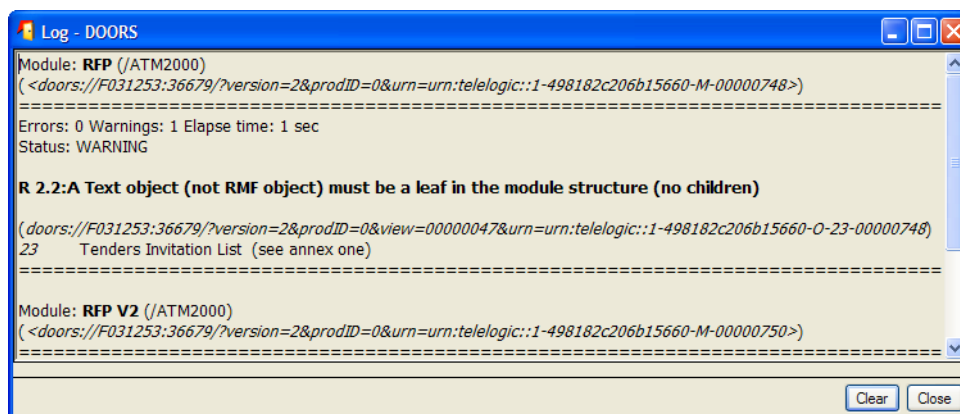 Log - DOORS
Module: RFP (/ATM2000)
( <doors://F031253:36679/?version=2&prodID=0&urn=urn:telelogic::1-498182c206b15660-M-00000748>)
================================================================================
Errors: 0 Warnings: 1 Elapse time: 1 sec
Status: WARNING
R 2.2:A Text object (not RMF object) must be a leaf in the module structure (no children)
(doors://F031253:36679/?version=2&prodID=0&view=00000047&urn=urn:telelogic::1-498182c206b15660-O-23-00000748)
23 Tenders Invitation List (see annex one)
================================================================================
Module: RFP V2 (/ATM2000)
( <doors://F031253:36679/?version=2&prodID=0&urn=urn:telelogic::1-498182c206b15660-M-00000750>)
================================================================================
Clear Close